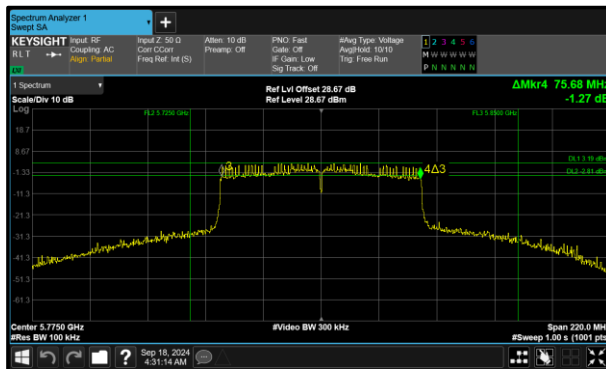 Spectrum Analyzer 1
Swept SA
KEYSIGHT
RLT
Input: RF
Coupling: AC
Align: Partial
Input Z: 50 Ω
Corr CCorr
Freq Ref: Int (S)
Atten: 10 dB
Preamp: Off
PNO: Fast
Gate: Off
IF Gain: Low
Sig Track: Off
#Avg Type: Voltage
Avg|Hold: 10/10
Trig: Free Run
1 2 3 4 5 6
M W W W W W
P N N N N N
1 Spectrum
Scale/Div 10 dB
Ref Lvl Offset 28.67 dB
Ref Level 28.67 dBm
ΔMkr4 75.68 MHz
-1.27 dB
Log
FL2 5.7250 GHz
FL3 5.8500 GHz
18.7
8.67
-1.33
-11.3
-21.3
-31.3
-41.3
-51.3
-61.3
3
4Δ3
DL1 3.19 dBm
DL2 -2.81 dBm
Center 5.7750 GHz
#Res BW 100 kHz
#Video BW 300 kHz
Span 220.0 MHz
#Sweep 1.00 s (1001 pts)
Sep 18, 2024
4:31:14 AM